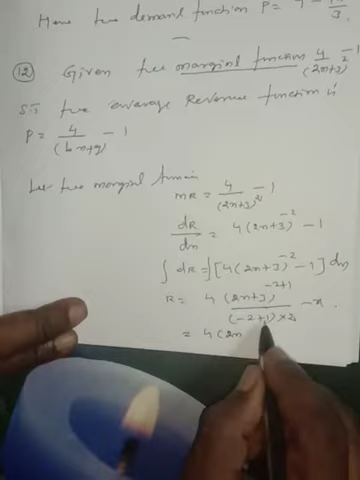 Hence the demand function P = 4 -
3
(12) Given the marginal function 4/(2x+3)² - 1
S.T the average Revenue function is
P = 4/(6x+9) - 1
Let the marginal function
MR = 4/(2x+3)² - 1
dR/dx = 4(2x+3)⁻² - 1
∫ dR = ∫[4(2x+3)⁻² - 1] dx
R = 4 (2x+3)⁻²⁺¹/(-2+1)×2 - x .
= 4(2x